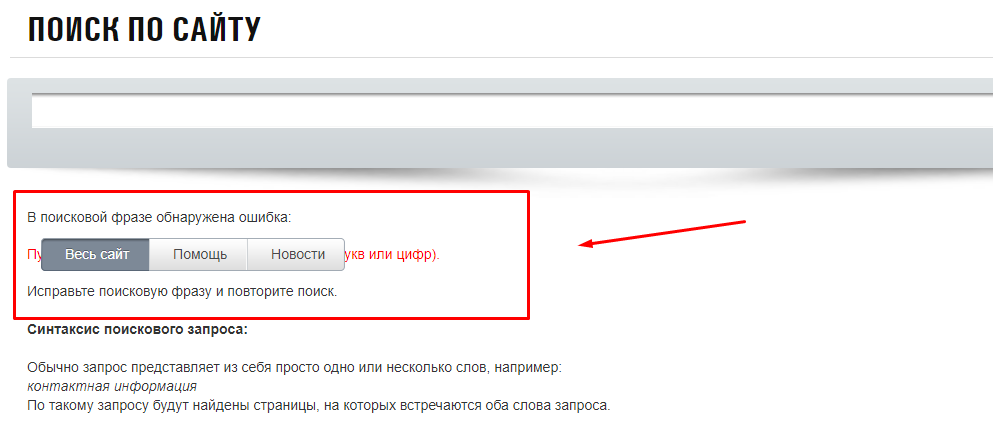 ПОИСК ПО САЙТУ
В поисковой фразе обнаружена ошибка:
Весь сайт Помощь Новости или цифр).
Исправьте поисковую фразу и повторите поиск.
Синтаксис поискового запроса:
Обычно запрос представляет из себя просто одно или несколько слов, например:
контактная информация
По такому запросу будут найдены страницы, на которых встречаются оба слова запроса.